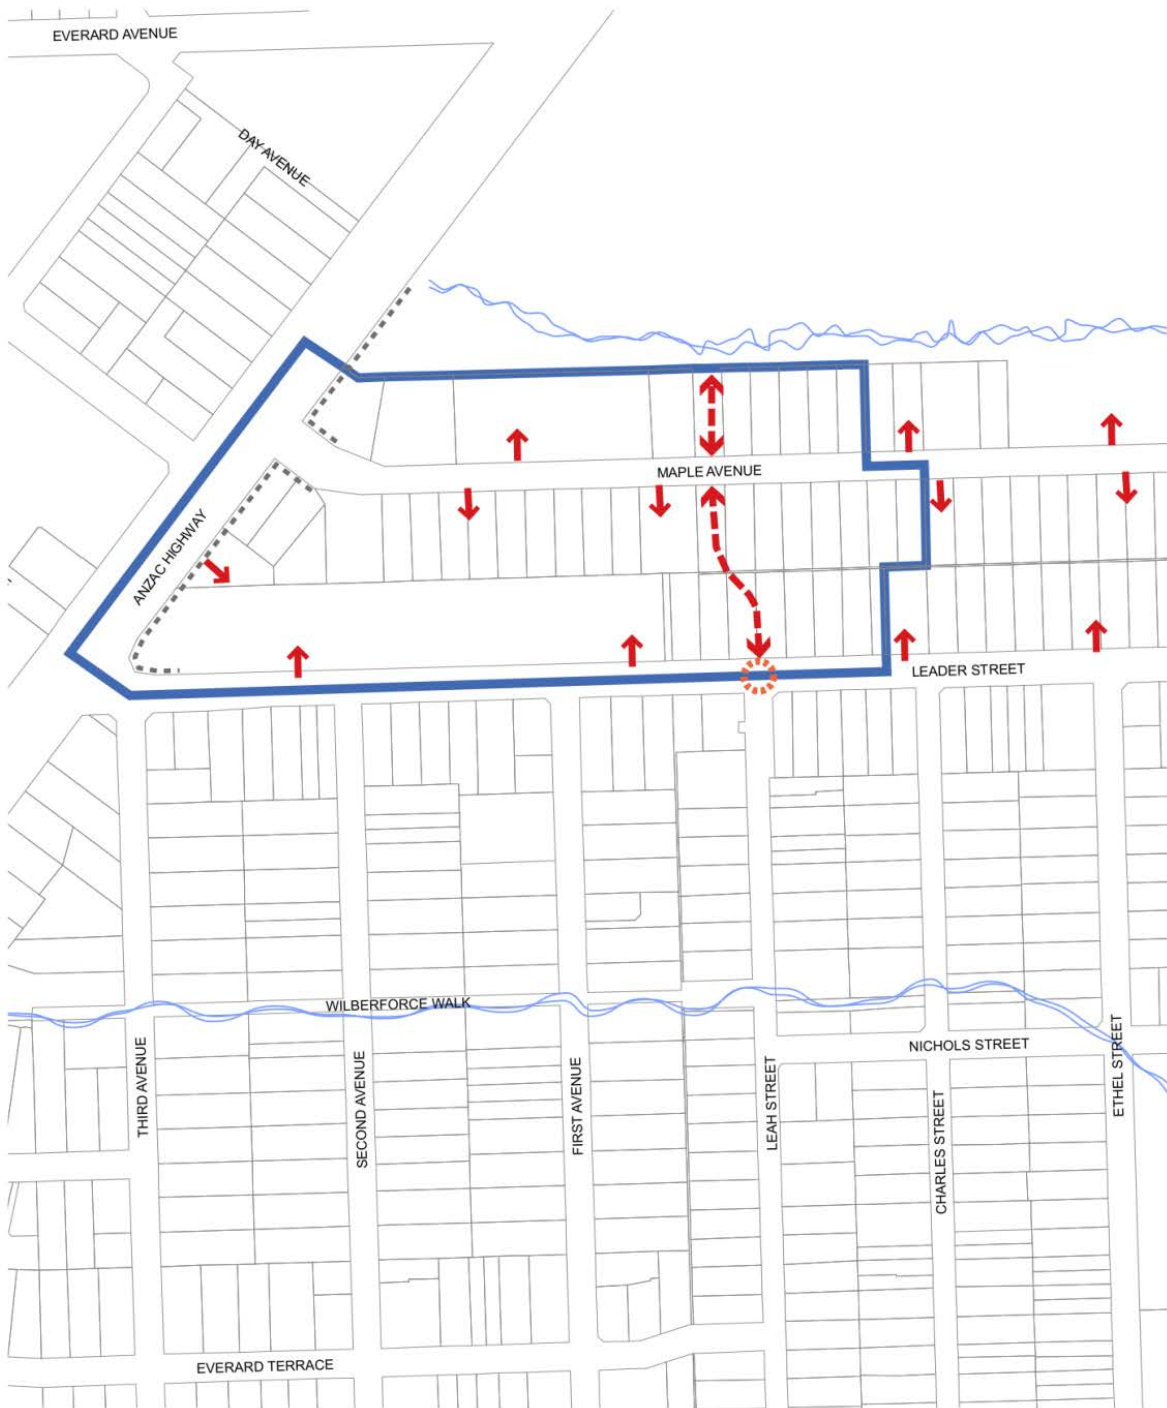 EVERARD AVENUE
DAY AVENUE
MAPLE AVENUE
ANZAC HIGHWAY
LEADER STREET
WILBERFORCE WALK
NICHOLS STREET
THIRD AVENUE
SECOND AVENUE
FIRST AVENUE
LEAH STREET
CHARLES STREET
ETHEL STREET
EVERARD TERRACE